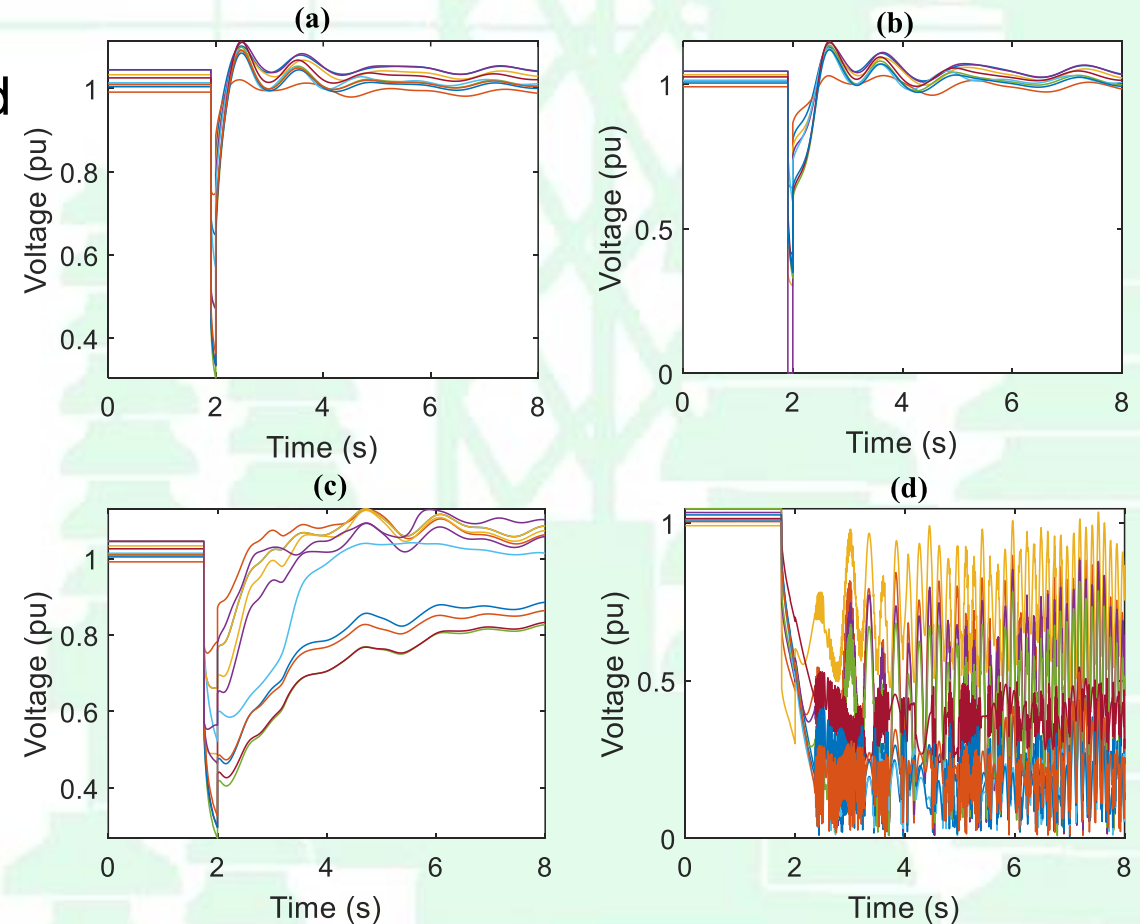 (a)
d
1
0.8
0.6
0.4
Voltage (pu)
0 2 4 6 8
Time (s)
(b)
1
0.5
0
Voltage (pu)
0 2 4 6 8
Time (s)
(c)
1
0.8
0.6
0.4
Voltage (pu)
0 2 4 6 8
Time (s)
(d)
1
0.5
0
Voltage (pu)
0 2 4 6 8
Time (s)